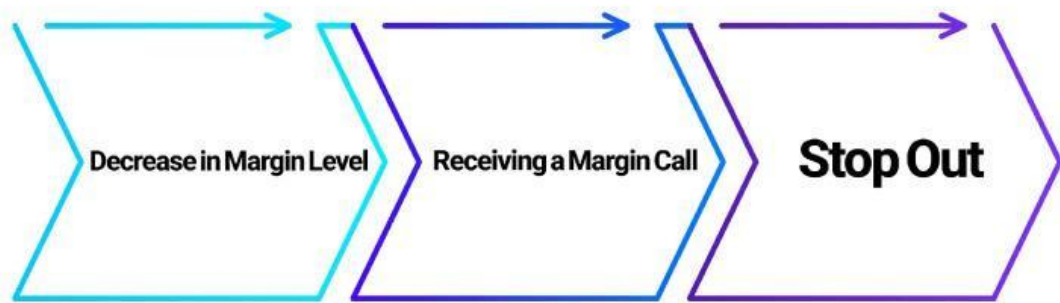 Decrease in Margin Level
Receiving a Margin Call
Stop Out